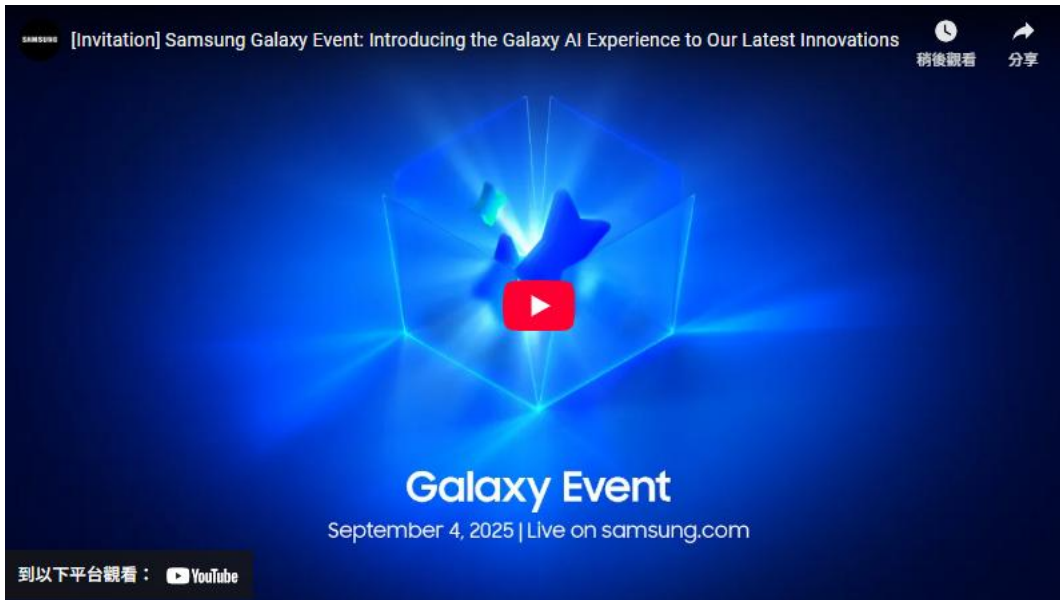 SAMSUNG
[Invitation] Samsung Galaxy Event: Introducing the Galaxy AI Experience to Our Latest Innovations
稍後觀看
分享
Galaxy Event
September 4, 2025 | Live on samsung.com
到以下平台觀看：
YouTube